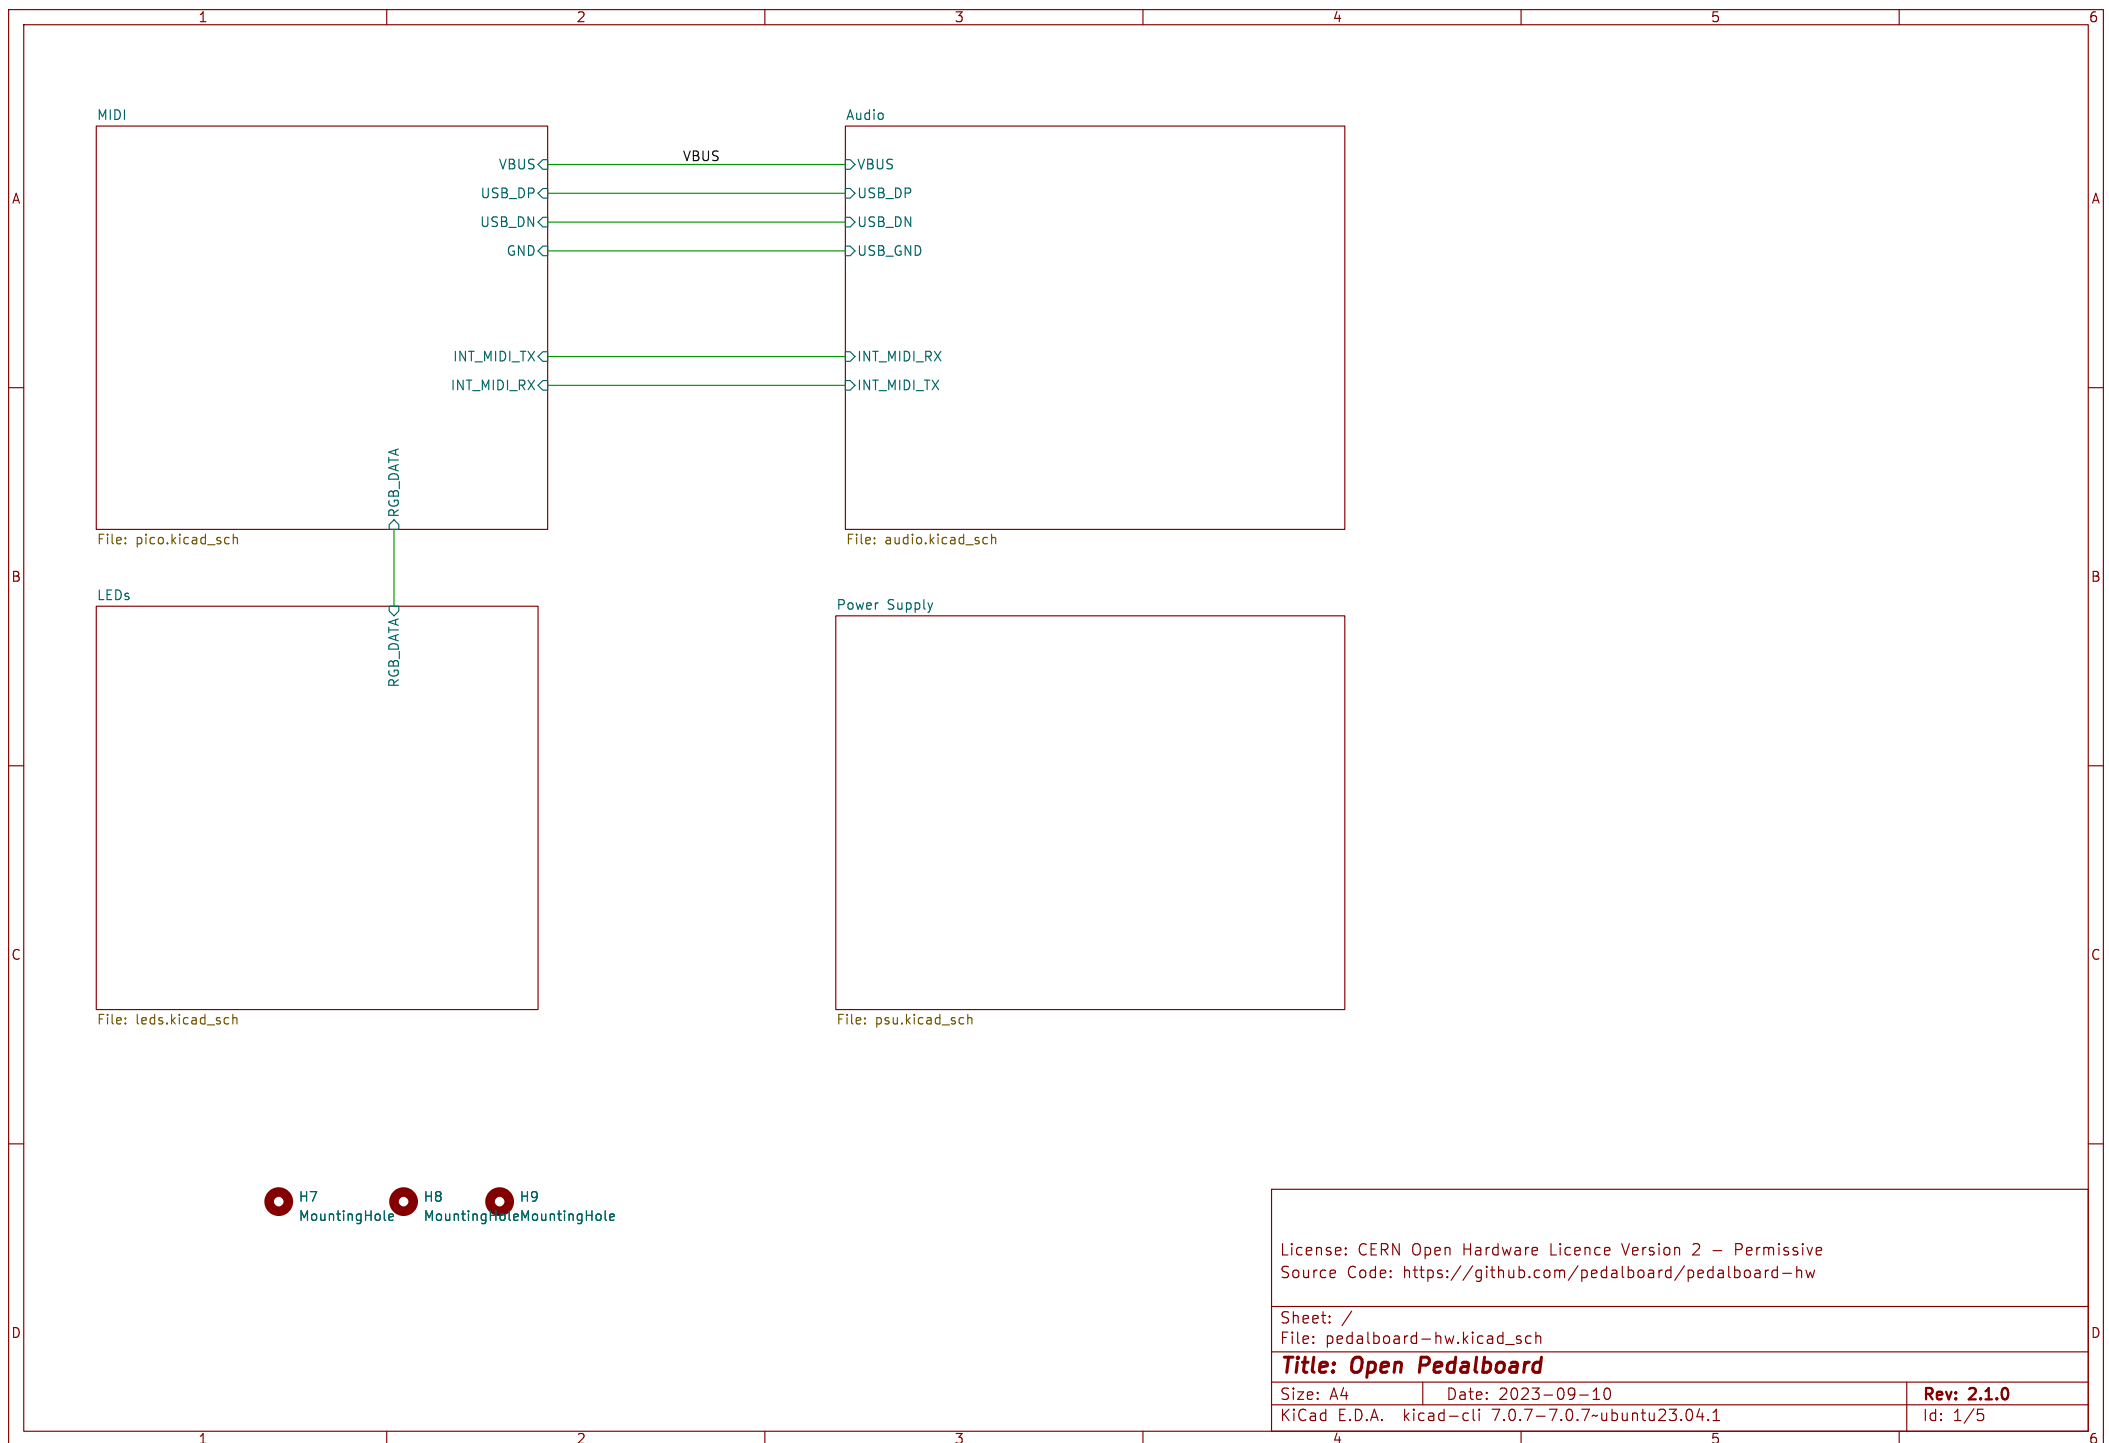 1 2 3 4 5 6
MIDI
Audio
VBUS VBUS VBUS
USB_DP USB_DP
A A
USB_DN USB_DN
GND USB_GND
INT_MIDI_TX INT_MIDI_RX
INT_MIDI_RX INT_MIDI_TX
RGB_DATA
File: pico.kicad_sch
File: audio.kicad_sch
B B
LEDs
Power Supply
RGB_DATA
C C
File: leds.kicad_sch
File: psu.kicad_sch
H7
MountingHole
H8
MountingHole
H9
MountingHole
License: CERN Open Hardware Licence Version 2 - Permissive
Source Code: https://github.com/pedalboard/pedalboard-hw
Sheet: /
D D
File: pedalboard-hw.kicad_sch
Title: Open Pedalboard
Size: A4 Date: 2023-09-10 Rev: 2.1.0
KiCad E.D.A. kicad-cli 7.0.7-7.0.7~ubuntu23.04.1 Id: 1/5
1 2 3 4 5 6